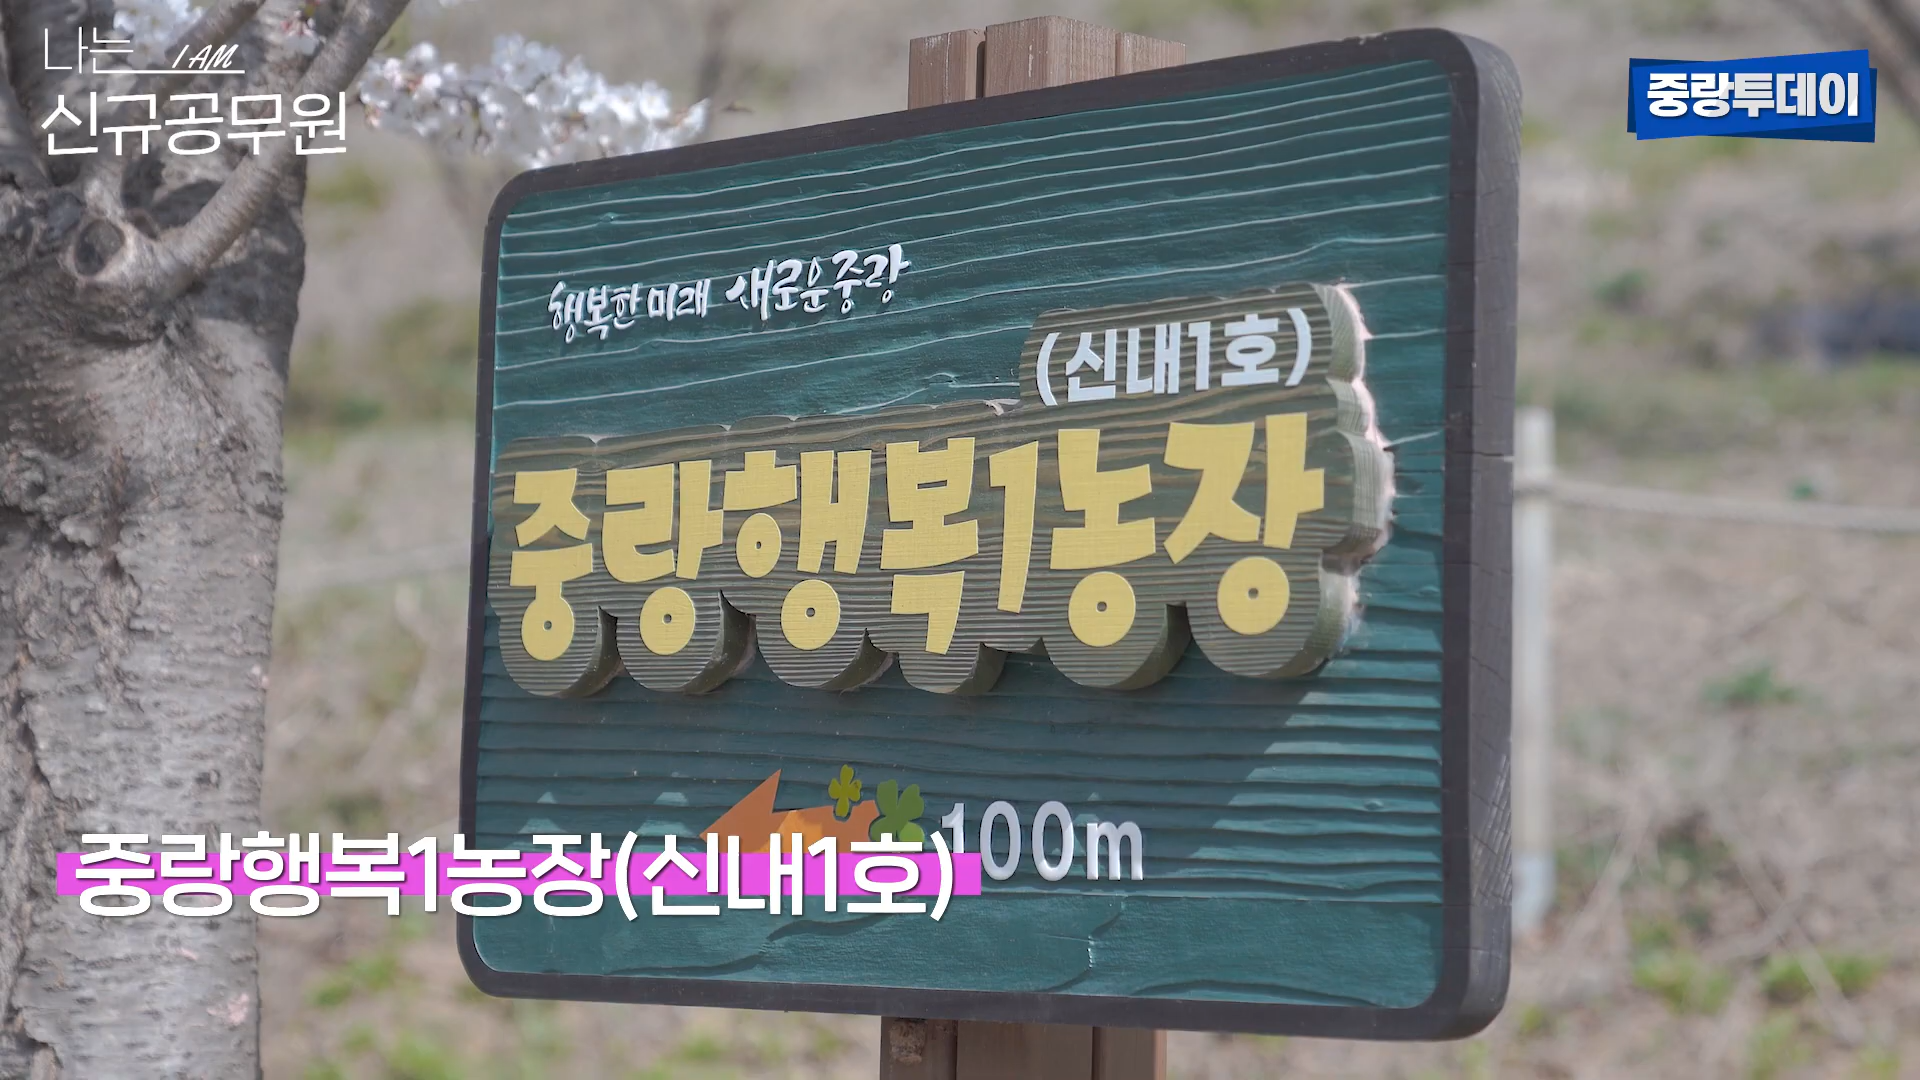 나는 I AM
신규공무원
중랑투데이
행복한 미래 새로운 중랑
(신내1호)
중랑행복1농장
100m
중랑행복1농장(신내1호)